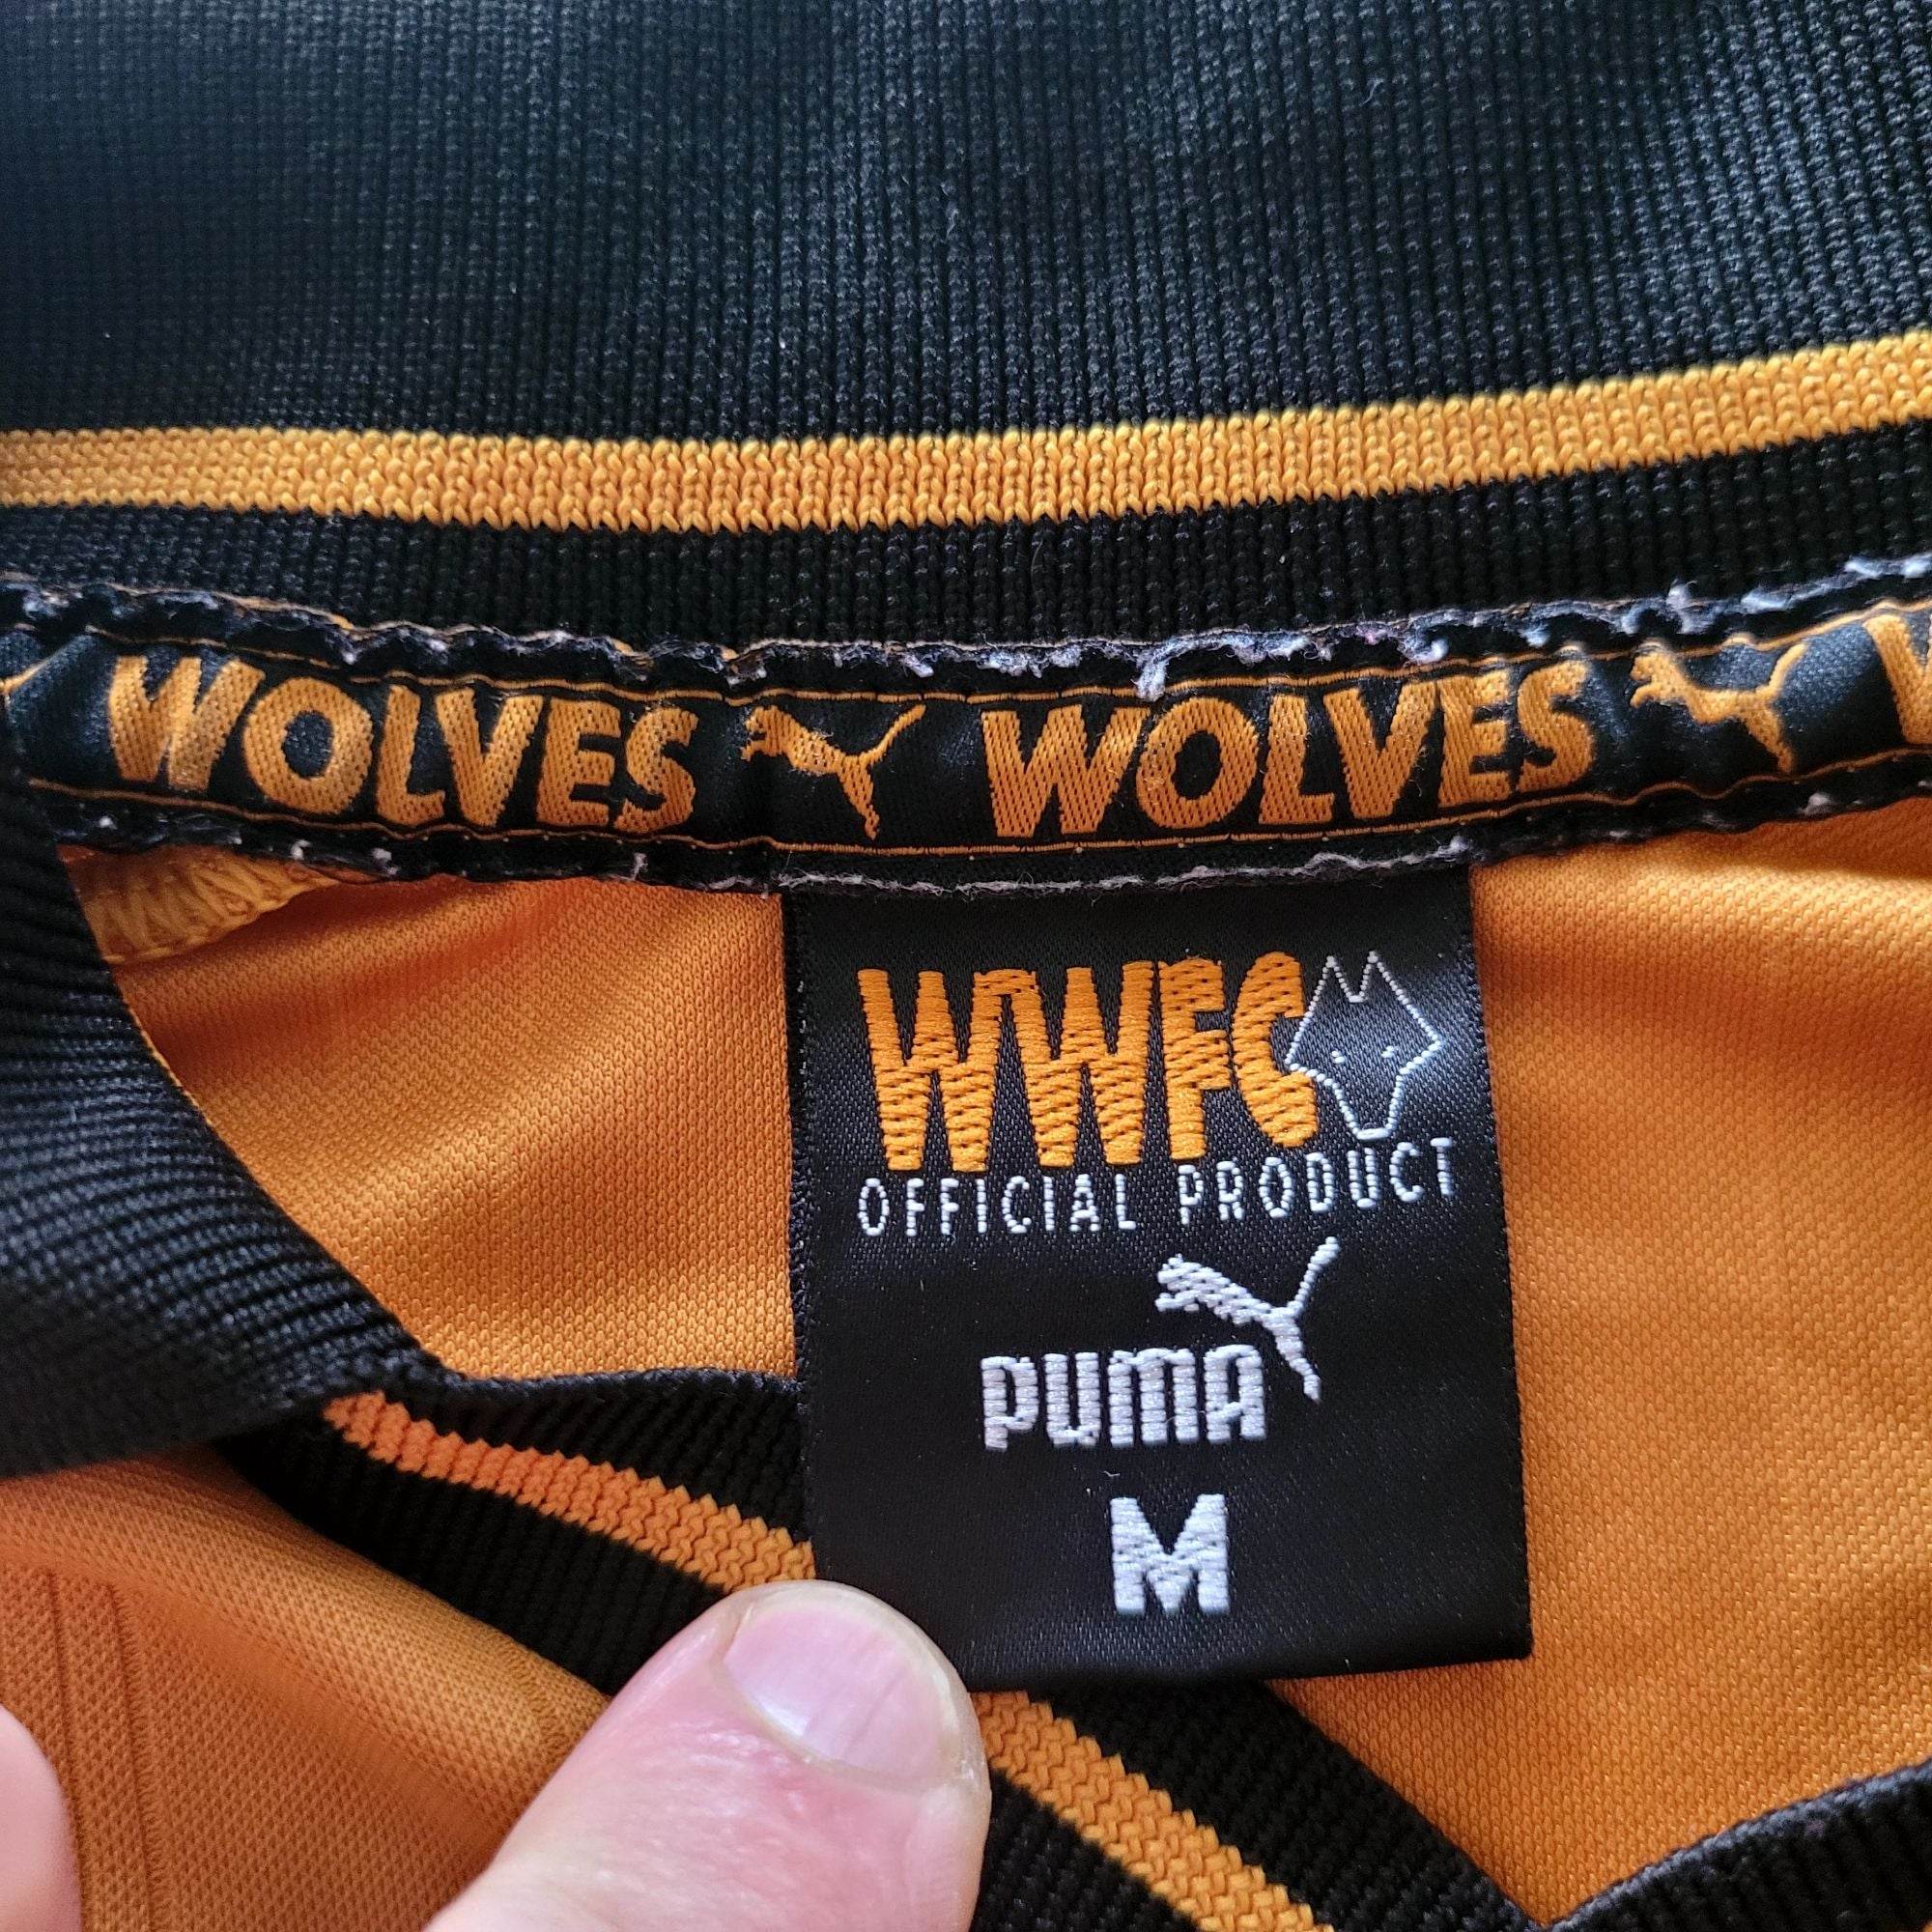 WOLVES WOLVES W
WWFC
OFFICIAL PRODUCT
PUMA
M